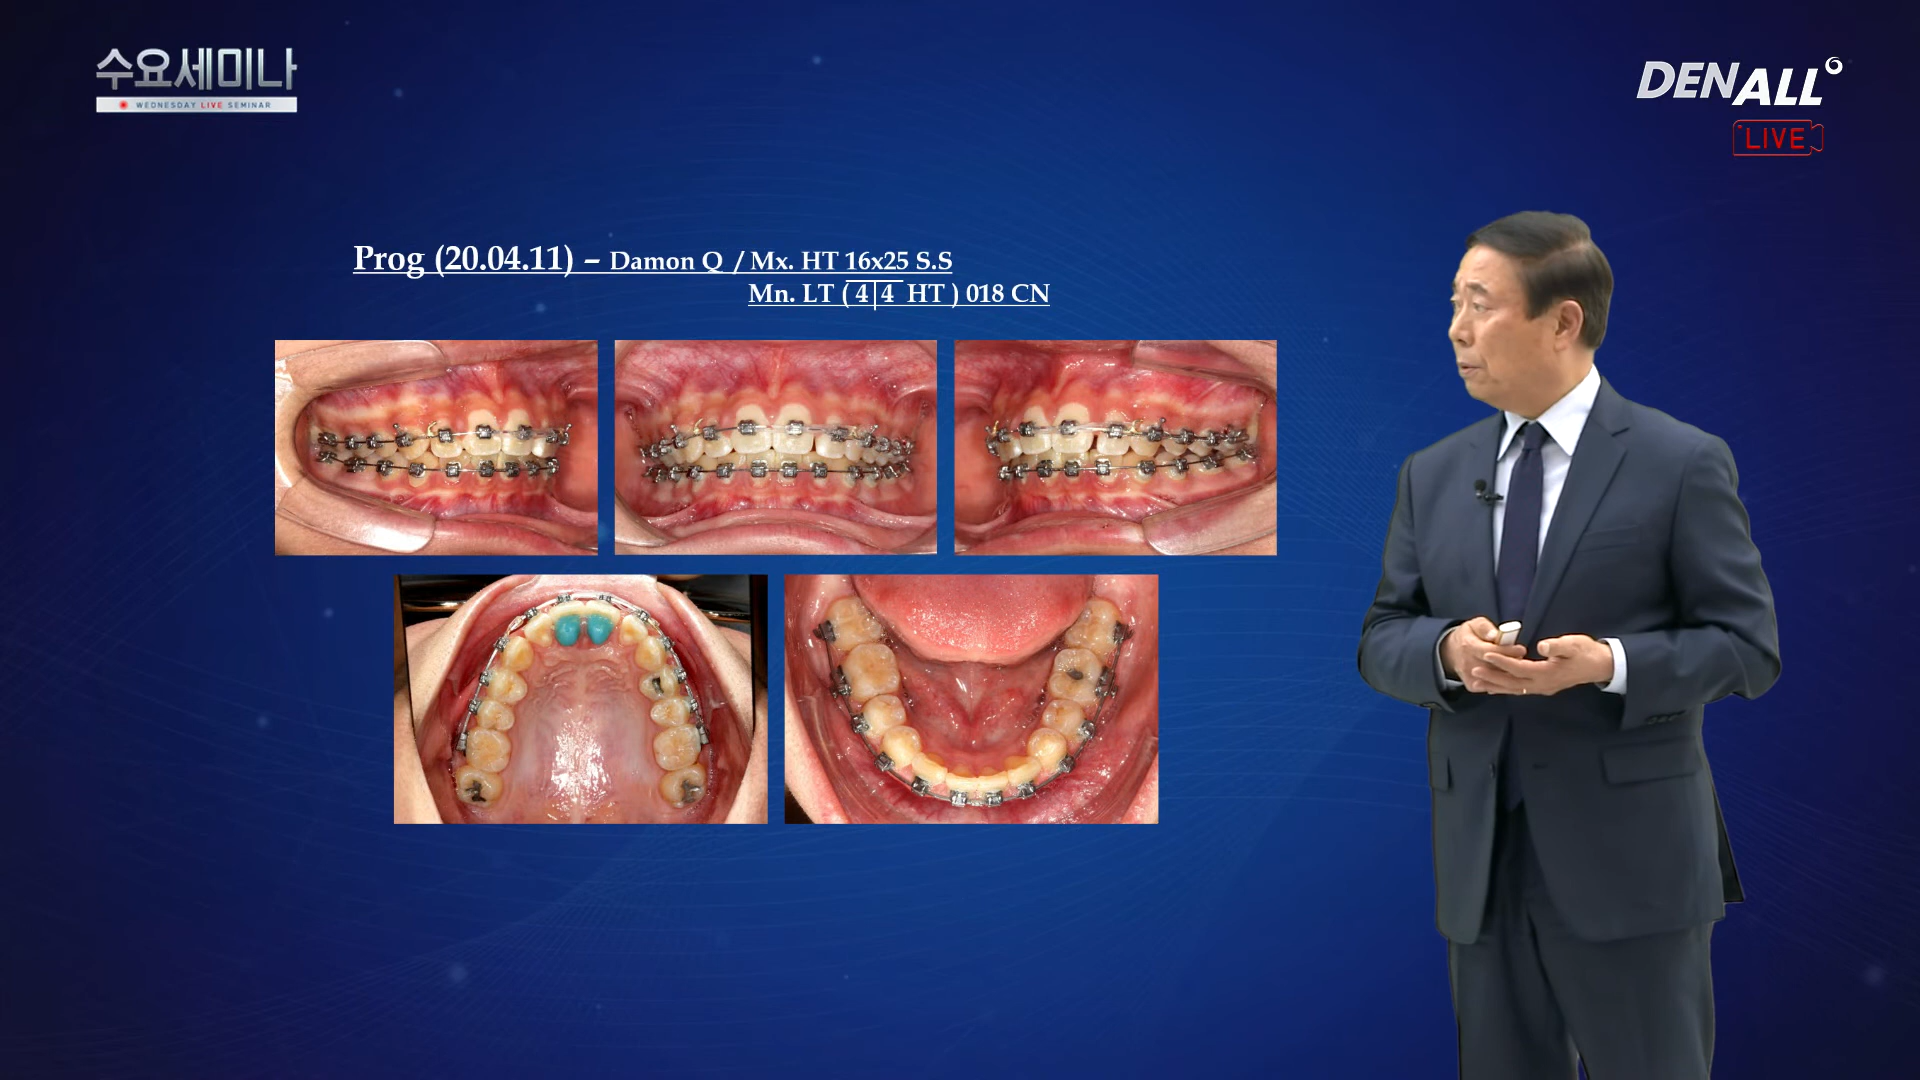 수요세미나
WEDNESDAY LIVE SEMINAR
DENALL
LIVE
Prog (20.04.11) – Damon Q / Mx. HT 16x25 S.S
Mn. LT ( 4|4 HT ) 018 CN